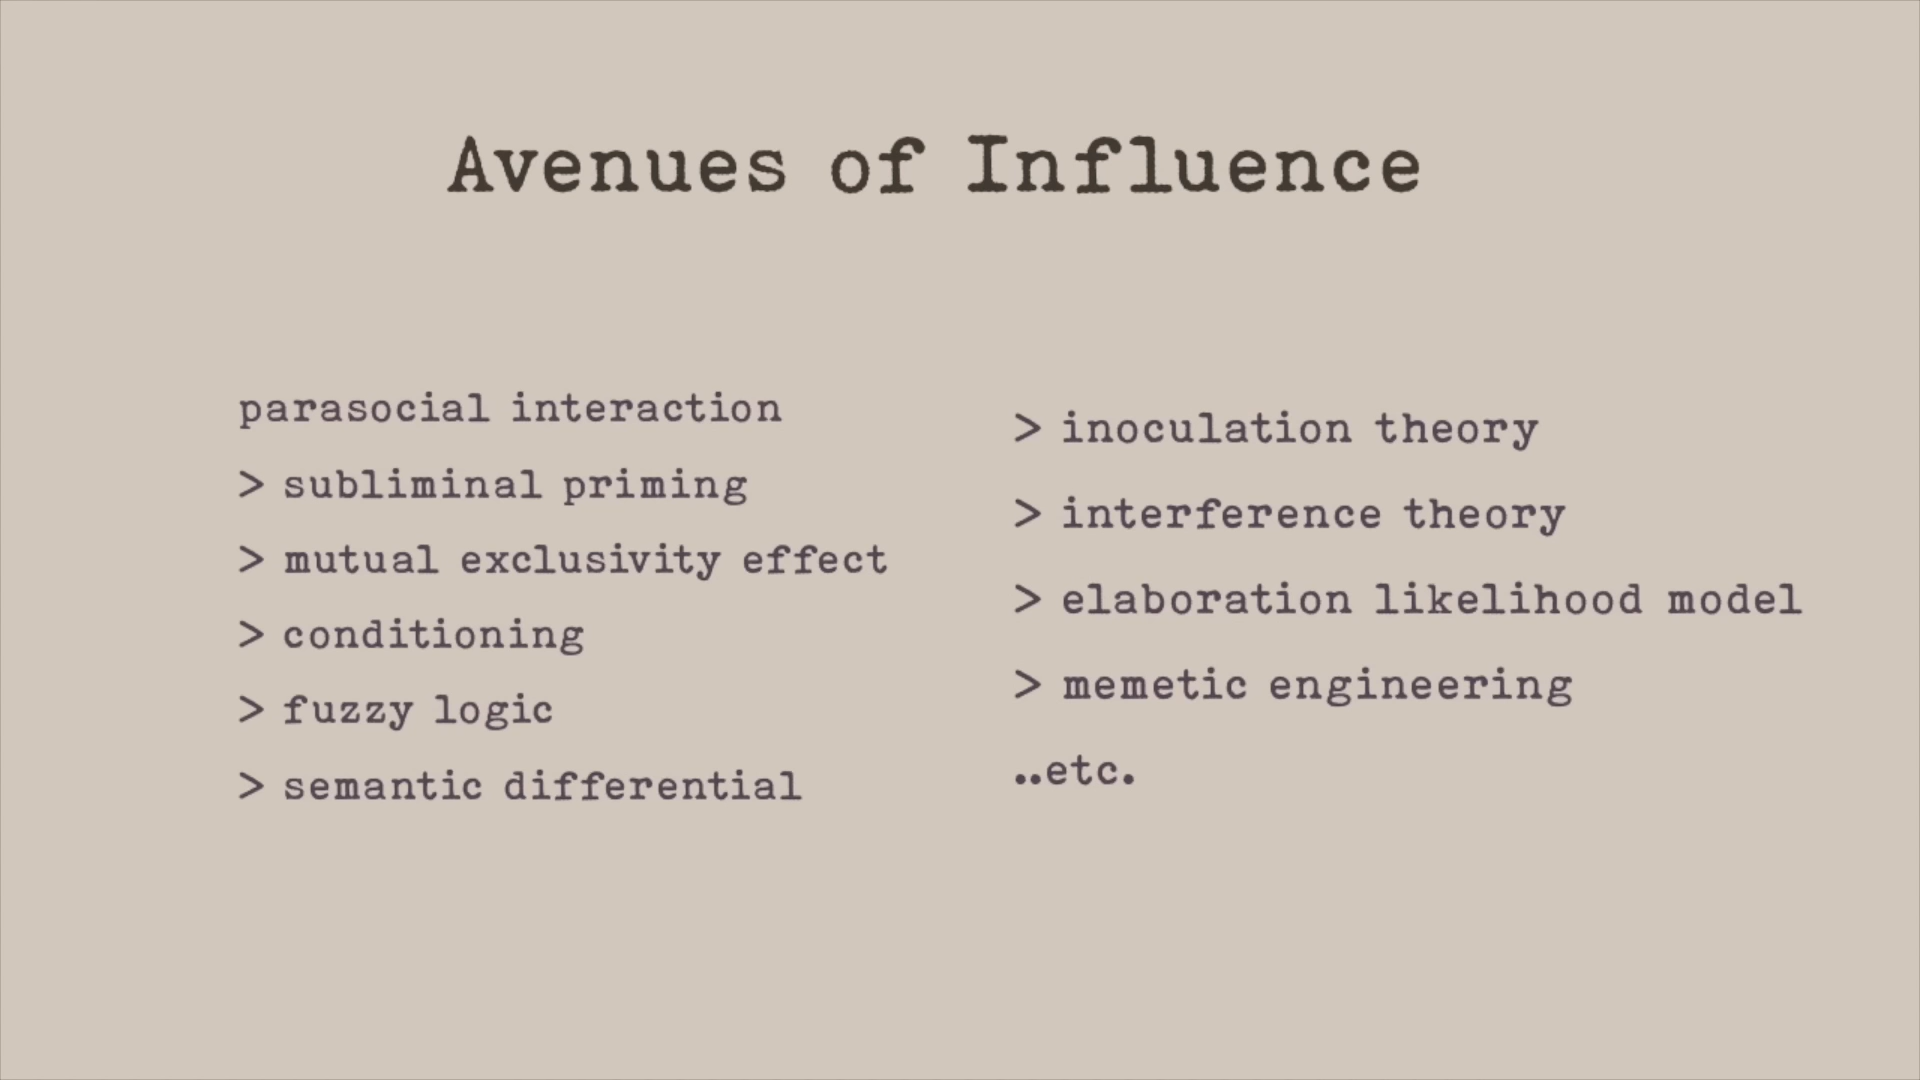 Avenues of Influence
parasocial interaction
> subliminal priming
> mutual exclusivity effect
> conditioning
> fuzzy logic
> semantic differential
> inoculation theory
> interference theory
> elaboration likelihood model
> memetic engineering
..etc.